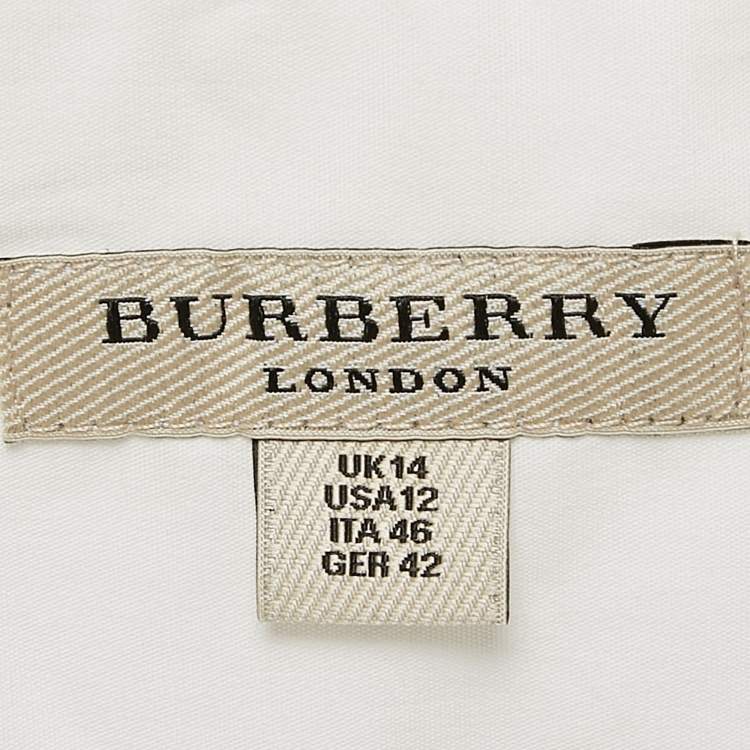 BURBERRY
LONDON
UK14
USA12
ITA 46
GER 42